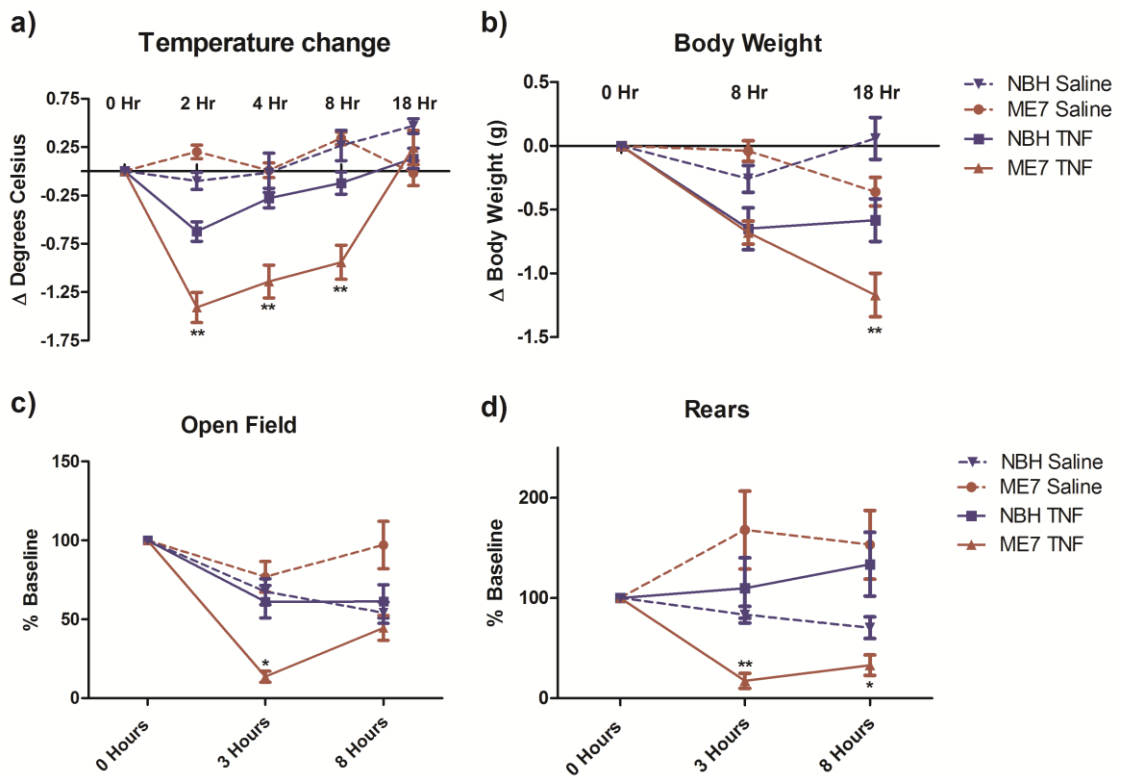 a)
Temperature change
0 Hr 2 Hr 4 Hr 8 Hr 18 Hr
Δ Degrees Celsius
0.75
0.25
-0.25
-0.75
-1.25
-1.75
** ** **
b)
Body Weight
0 Hr 8 Hr 18 Hr
Δ Body Weight (g)
0.5
0.0
-0.5
-1.0
-1.5
**
NBH Saline
ME7 Saline
NBH TNF
ME7 TNF
c)
Open Field
% Baseline
150
100
50
0
*
0 Hours 3 Hours 8 Hours
d)
Rears
% Baseline
200
100
0
** *
0 Hours 3 Hours 8 Hours
NBH Saline
ME7 Saline
NBH TNF
ME7 TNF